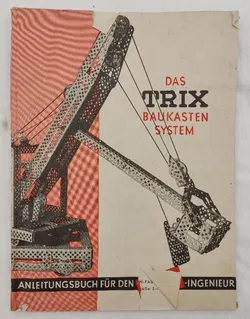 DAS
TRIX
BAUKASTEN
SYSTEM
ANLEITUNGSBUCH FÜR DEN -INGENIEUR